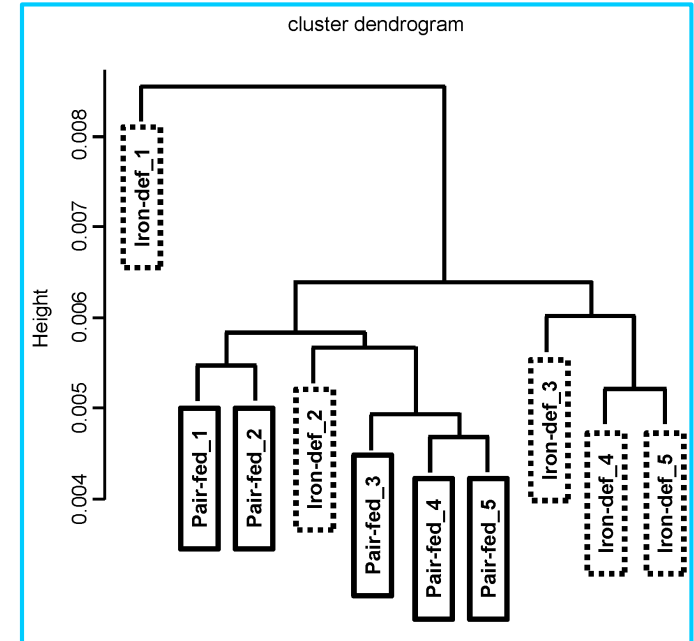 cluster dendrogram
Height
0.008
0.007
0.006
0.005
0.004
Iron-def_1
Pair-fed_1
Pair-fed_2
Iron-def_2
Pair-fed_3
Pair-fed_4
Pair-fed_5
Iron-def_3
Iron-def_4
Iron-def_5